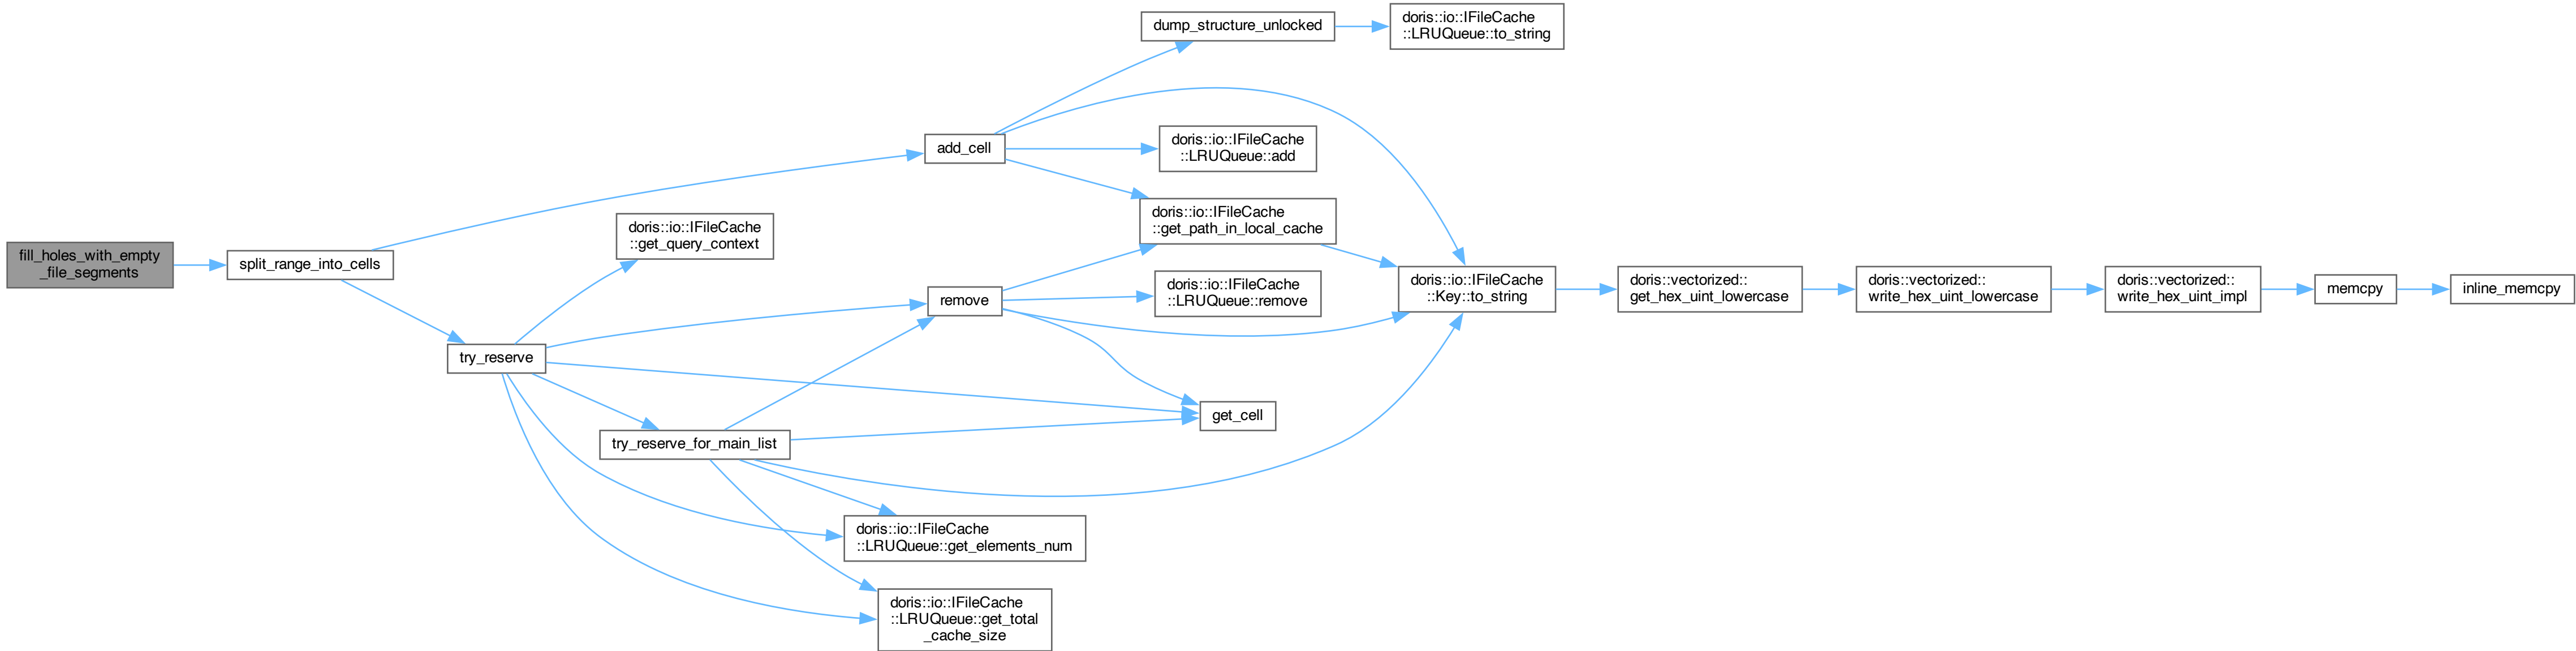 dump_structure_unlocked
doris::io::IFileCache
::LRUQueue::to_string
add_cell
doris::io::IFileCache
::LRUQueue::add
doris::io::IFileCache
::get_path_in_local_cache
doris::io::IFileCache
::get_query_context
fill_holes_with_empty
_file_segments
split_range_into_cells
remove
doris::io::IFileCache
::LRUQueue::remove
doris::io::IFileCache
::Key::to_string
doris::vectorized::
get_hex_uint_lowercase
doris::vectorized::
write_hex_uint_lowercase
doris::vectorized::
write_hex_uint_impl
memcpy
inline_memcpy
try_reserve
get_cell
try_reserve_for_main_list
doris::io::IFileCache
::LRUQueue::get_elements_num
doris::io::IFileCache
::LRUQueue::get_total
_cache_size